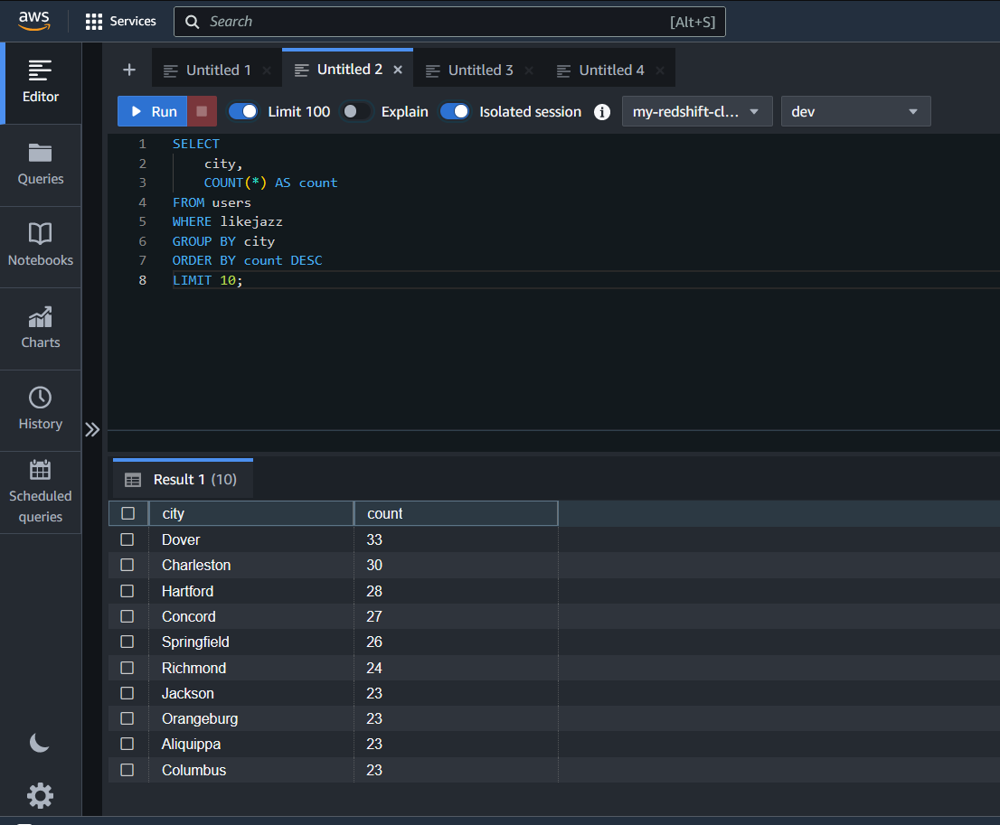 aws Services Search [Alt+S]
Editor
Queries
Notebooks
Charts
History
Scheduled
queries
+ Untitled 1 × Untitled 2 × Untitled 3 × Untitled 4 ×
Run Limit 100 Explain Isolated session i my-redshift-cl... dev
1 SELECT
2 city,
3 COUNT(*) AS count
4 FROM users
5 WHERE likejazz
6 GROUP BY city
7 ORDER BY count DESC
8 LIMIT 10;
Result 1 (10)
city count
Dover 33
Charleston 30
Hartford 28
Concord 27
Springfield 26
Richmond 24
Jackson 23
Orangeburg 23
Aliquippa 23
Columbus 23